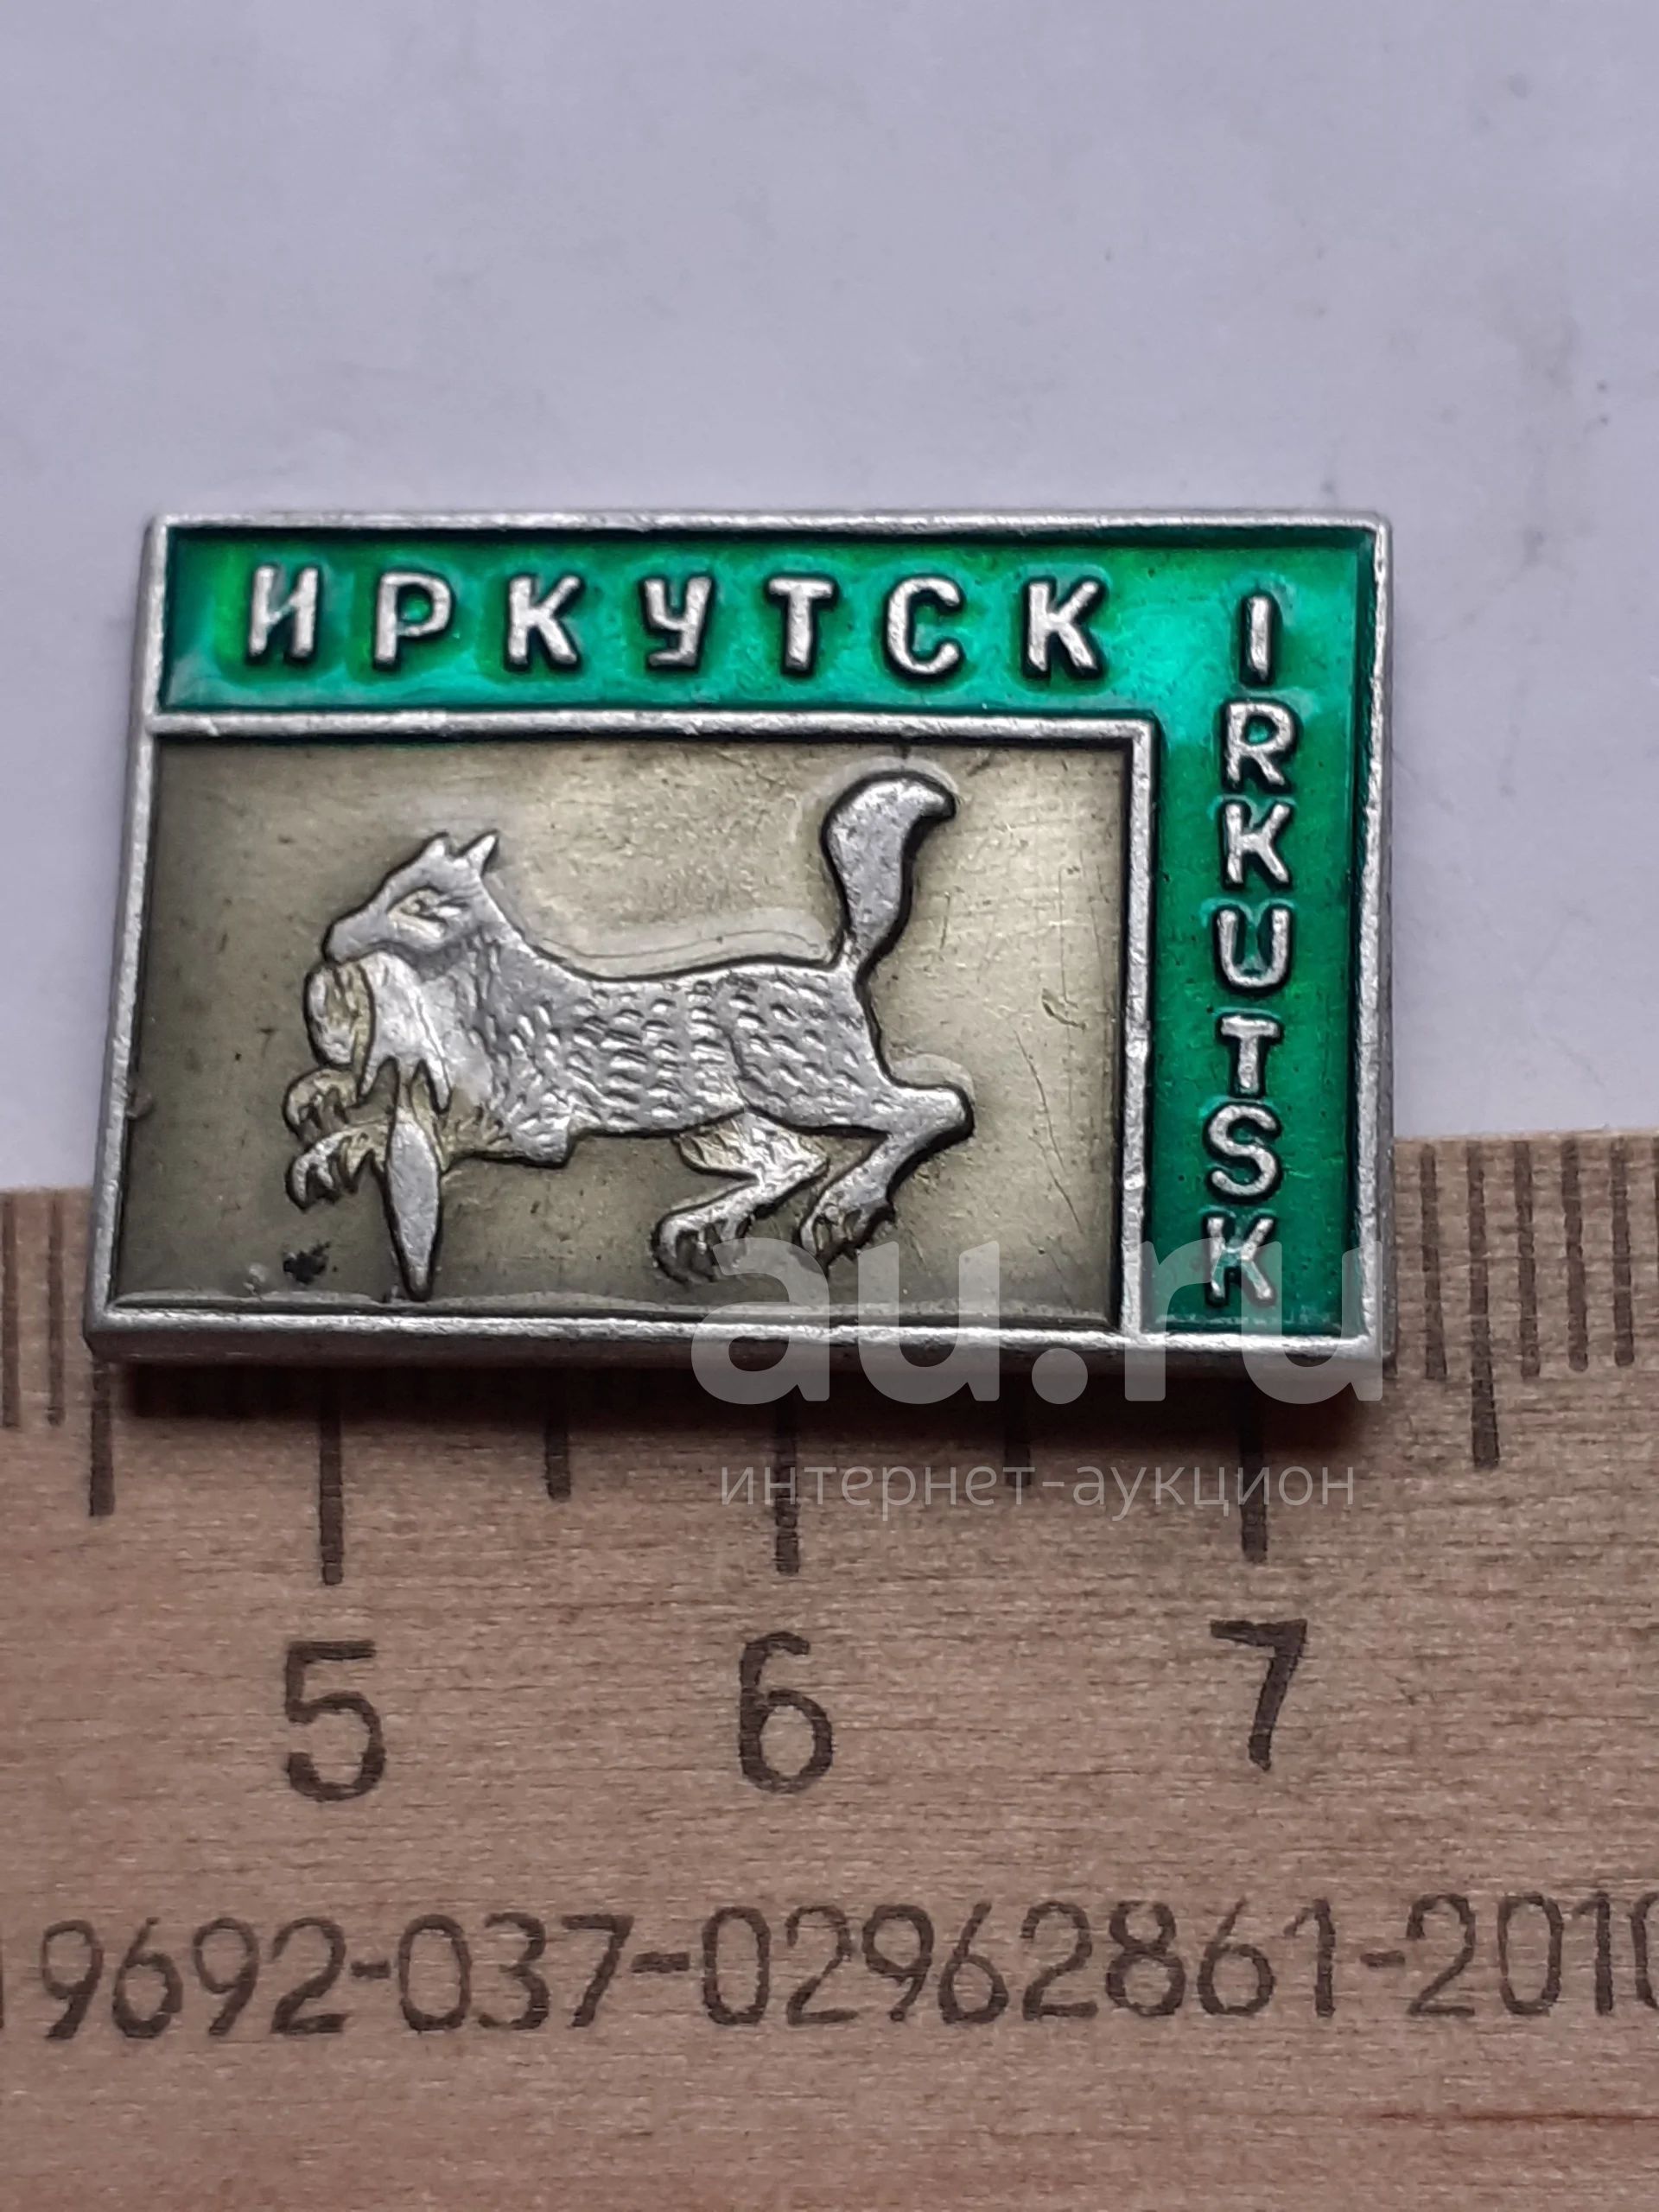 ИРКУТСК
IRKUTSK
au.ru
интернет-аукцион
5 6 7
9692-037-02962861-2010